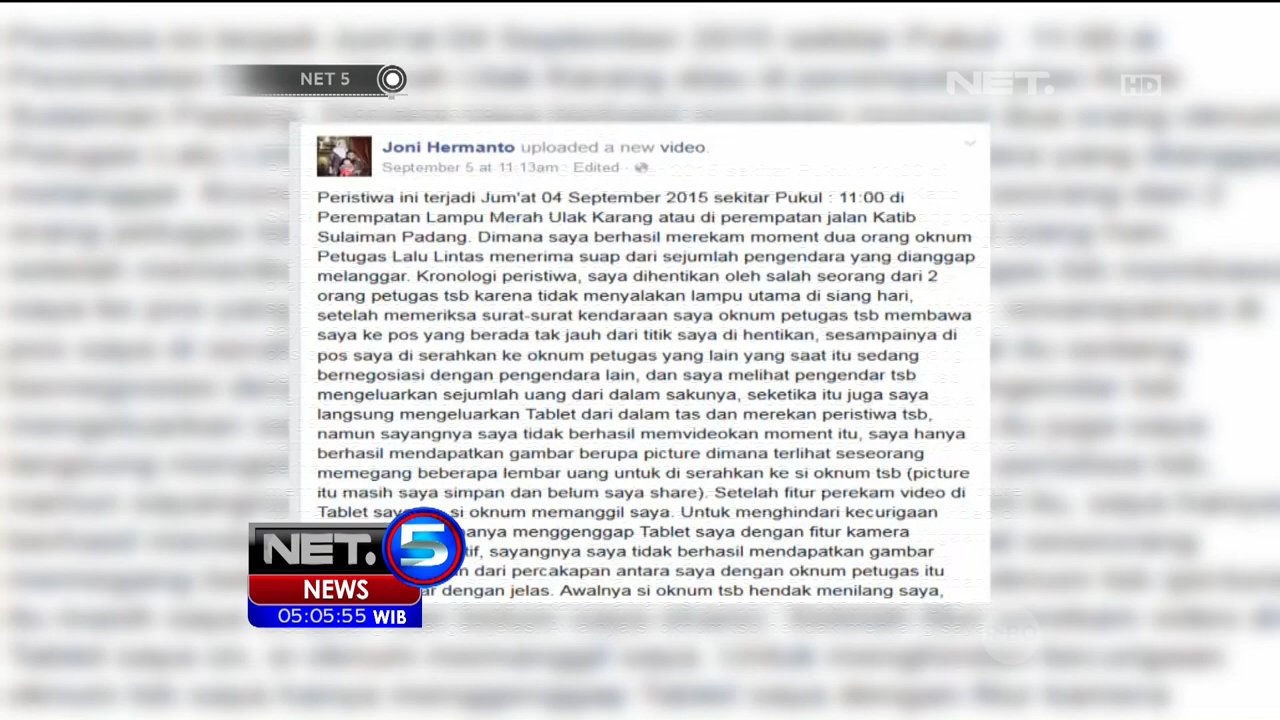 NET 5
NET.
HD
Joni Hermanto uploaded a new video.
September 5 at 11:13am · Edited ·
Peristiwa ini terjadi Jum'at 04 September 2015 sekitar Pukul : 11:00 di
Perempatan Lampu Merah Ulak Karang atau di perempatan jalan Katib
Sulaiman Padang. Dimana saya berhasil merekam moment dua orang oknum
Petugas Lalu Lintas menerima suap dari sejumlah pengendara yang dianggap
melanggar. Kronologi peristiwa, saya dihentikan oleh salah seorang dari 2
orang petugas tsb karena tidak menyalakan lampu utama di siang hari,
setelah memeriksa surat-surat kendaraan saya oknum petugas tsb membawa
saya ke pos yang berada tak jauh dari titik saya di hentikan, sesampainya di
pos saya di serahkan ke oknum petugas yang lain yang saat itu sedang
bernegosiasi dengan pengendara lain, dan saya melihat pengendar tsb
mengeluarkan sejumlah uang dari dalam sakunya, seketika itu juga saya
langsung mengeluarkan Tablet dari dalam tas dan merekan peristiwa tsb,
namun sayangnya saya tidak berhasil memvideokan moment itu, saya hanya
berhasil mendapatkan gambar berupa picture dimana terlihat seseorang
memegang beberapa lembar uang untuk di serahkan ke si oknum tsb (picture
itu masih saya simpan dan belum saya share). Setelah fitur perekam video di
Tablet si oknum memanggil saya. Untuk menghindari kecurigaan
menggenggap Tablet saya dengan fitur kamera
sayangnya saya tidak berhasil mendapatkan gambar
dari percakapan antara saya dengan oknum petugas itu
dengan jelas. Awalnya si oknum tsb hendak menilang saya,
NET. 5
NEWS
05:05:55 WIB